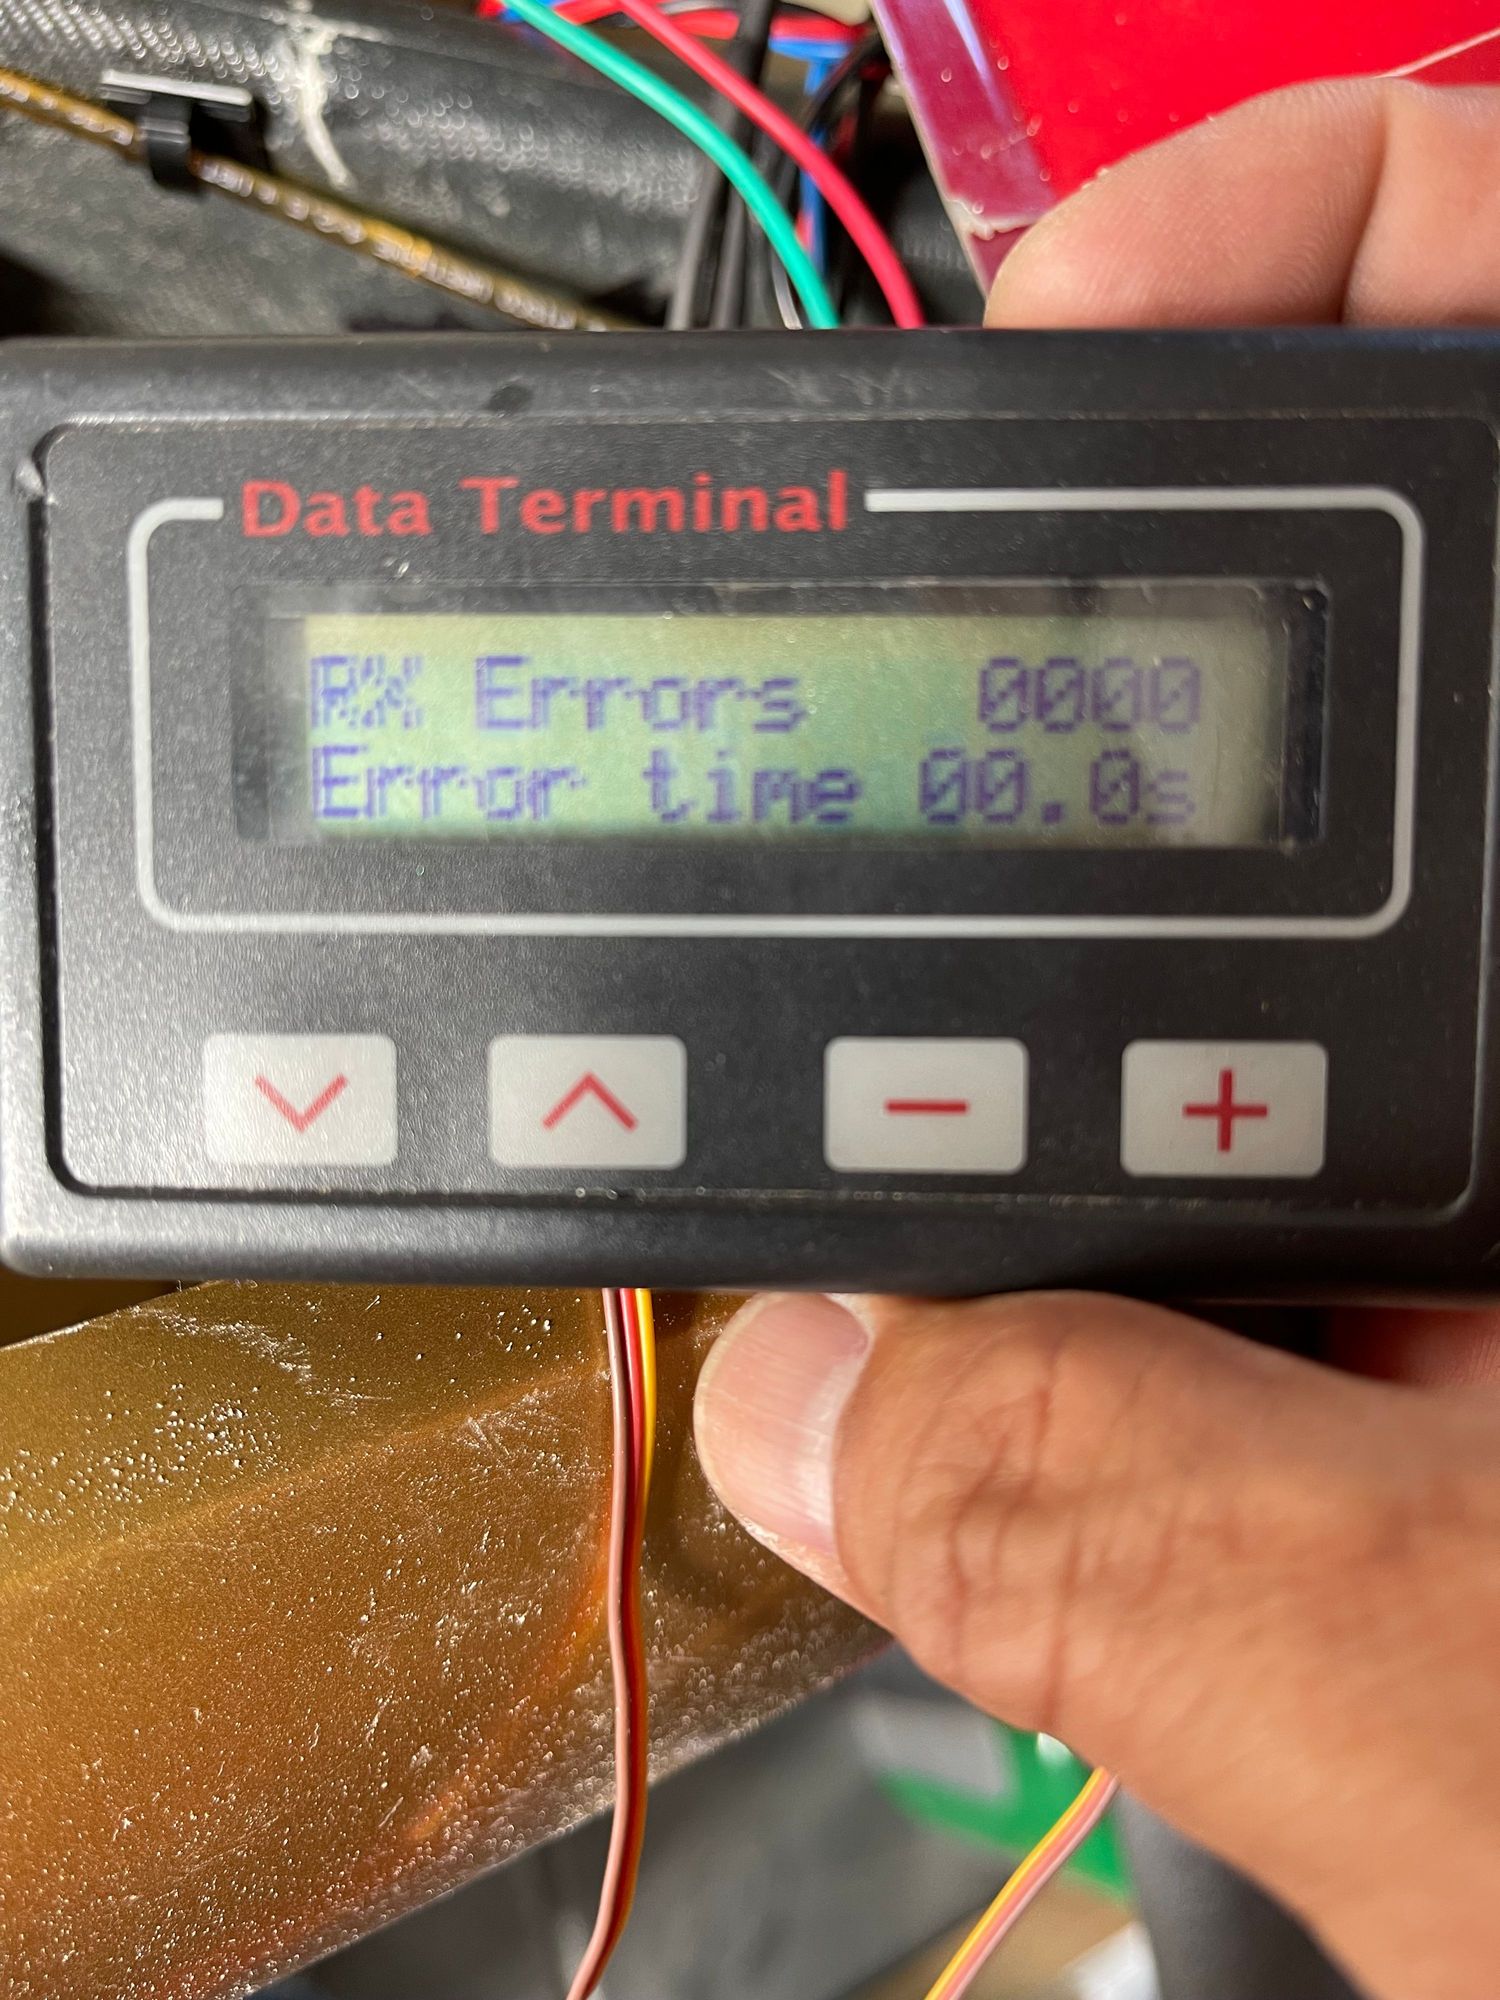 Data Terminal
RX Errors 0000
Error time 00.0s